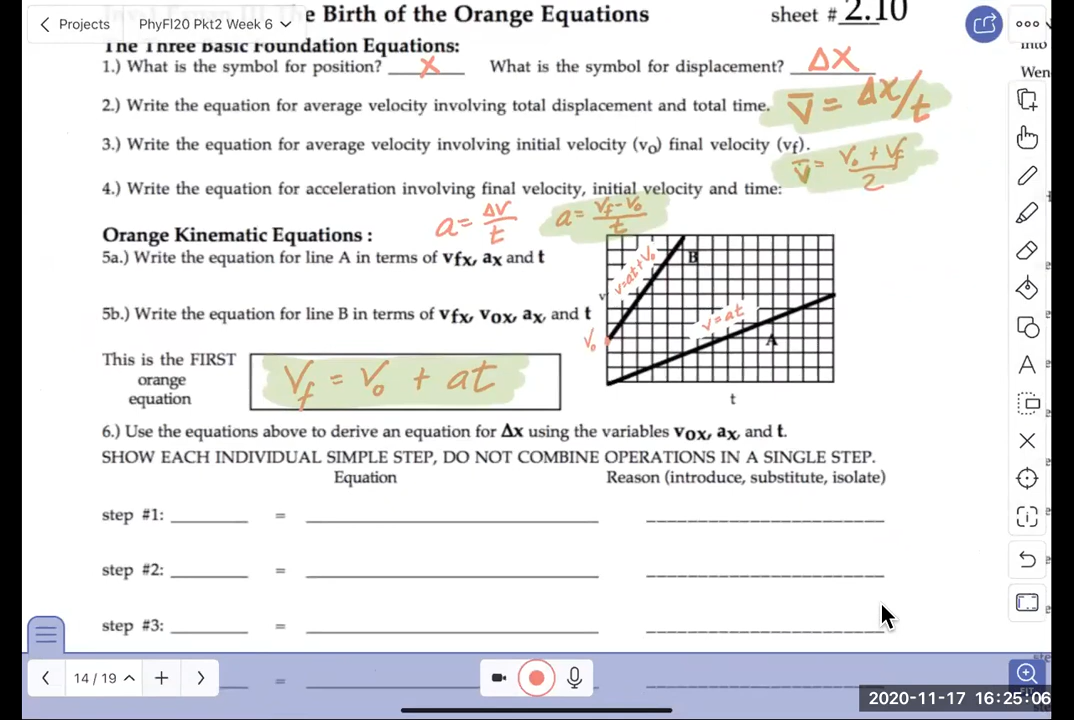 Projects PhyFl20 Pkt2 Week 6 The Birth of the Orange Equations sheet # 2.10
The Three Basic Foundation Equations:
1.) What is the symbol for position? x What is the symbol for displacement? Δx
2.) Write the equation for average velocity involving total displacement and total time. v̄ = Δx/t
3.) Write the equation for average velocity involving initial velocity (v₀) final velocity (vf). v̄ = v₀ + vf / 2
4.) Write the equation for acceleration involving final velocity, initial velocity and time:
a = Δv/t a = vf - v₀ / t
Orange Kinematic Equations :
5a.) Write the equation for line A in terms of vfx, ax and t
B
v=at+v₀
5b.) Write the equation for line B in terms of vfx, vox, ax, and t
v=at
v₀
A
This is the FIRST
orange
equation
Vf = V₀ + at
t
6.) Use the equations above to derive an equation for Δx using the variables vox, ax, and t.
SHOW EACH INDIVIDUAL SIMPLE STEP, DO NOT COMBINE OPERATIONS IN A SINGLE STEP.
Equation Reason (introduce, substitute, isolate)
step #1: =
step #2: =
step #3: =
=
14 / 19
2020-11-17 16:25:06